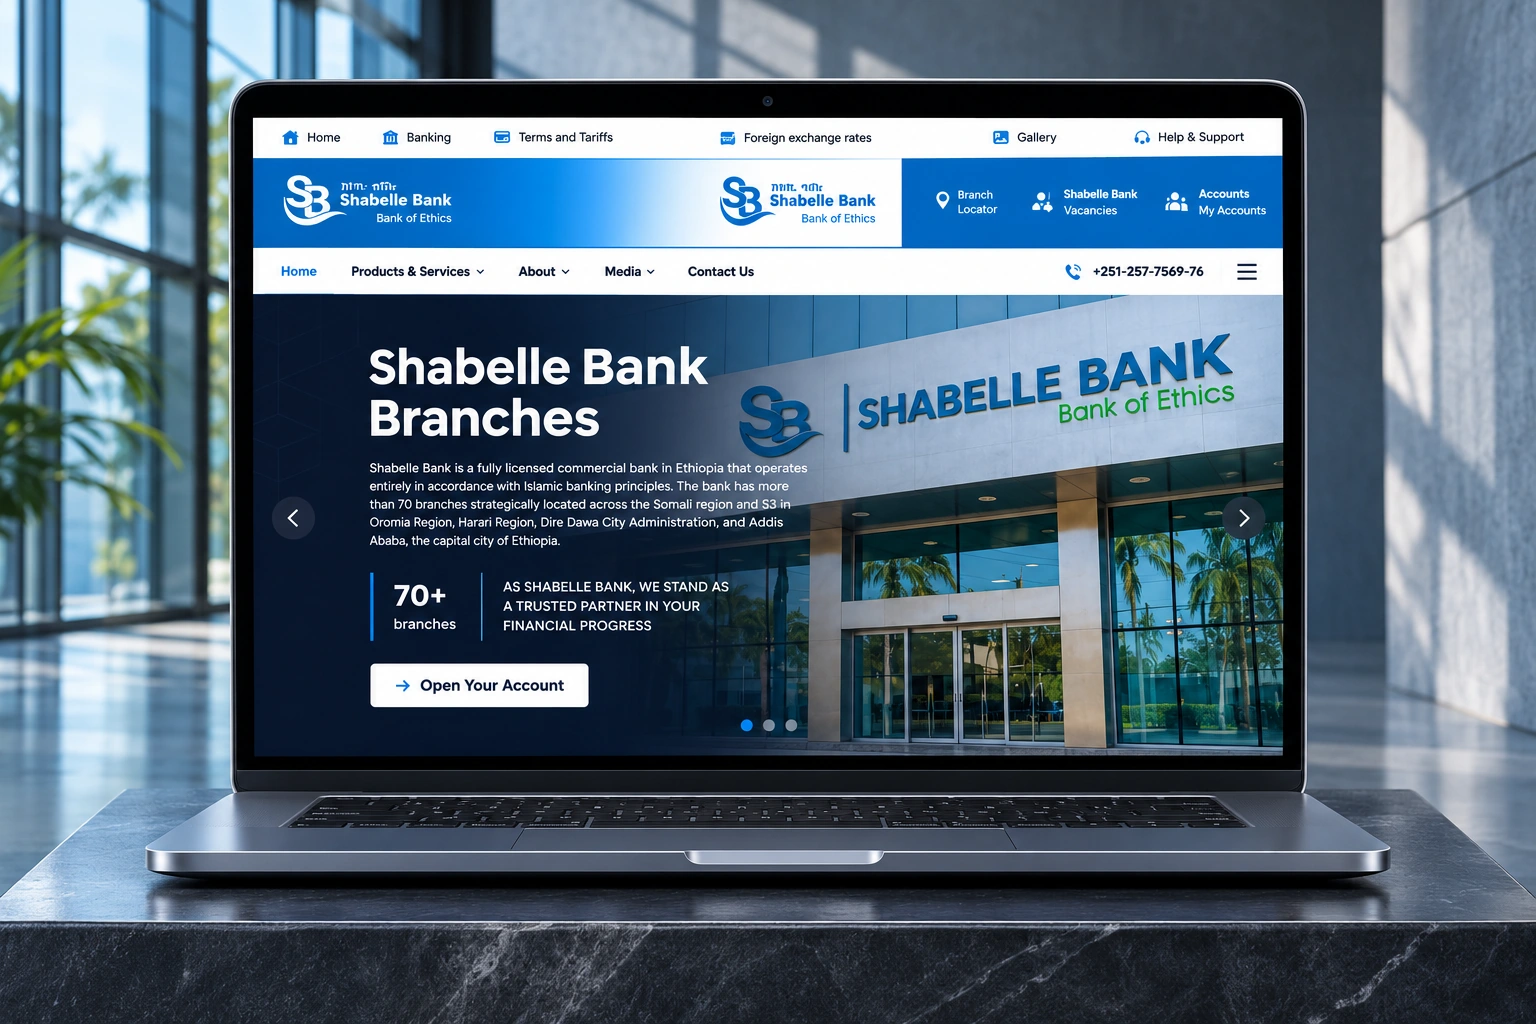 Home
Banking
Terms and Tariffs
Foreign exchange rates
Gallery
Help & Support
Shabelle Bank
Bank of Ethics
Shabelle Bank
Bank of Ethics
Branch
Locator
Shabelle Bank
Vacancies
Accounts
My Accounts
Home
Products & Services
About
Media
Contact Us
+251-257-7569-76
Shabelle Bank
Branches
Shabelle Bank is a fully licensed commercial bank in Ethiopia that operates
entirely in accordance with Islamic banking principles. The bank has more
than 70 branches strategically located across the Somali region and S3 in
Oromia Region, Harari Region, Dire Dawa City Administration, and Addis
Ababa, the capital city of Ethiopia.
70+
branches
AS SHABELLE BANK, WE STAND AS
A TRUSTED PARTNER IN YOUR
FINANCIAL PROGRESS
Open Your Account
SB
SHABELLE BANK
Bank of Ethics